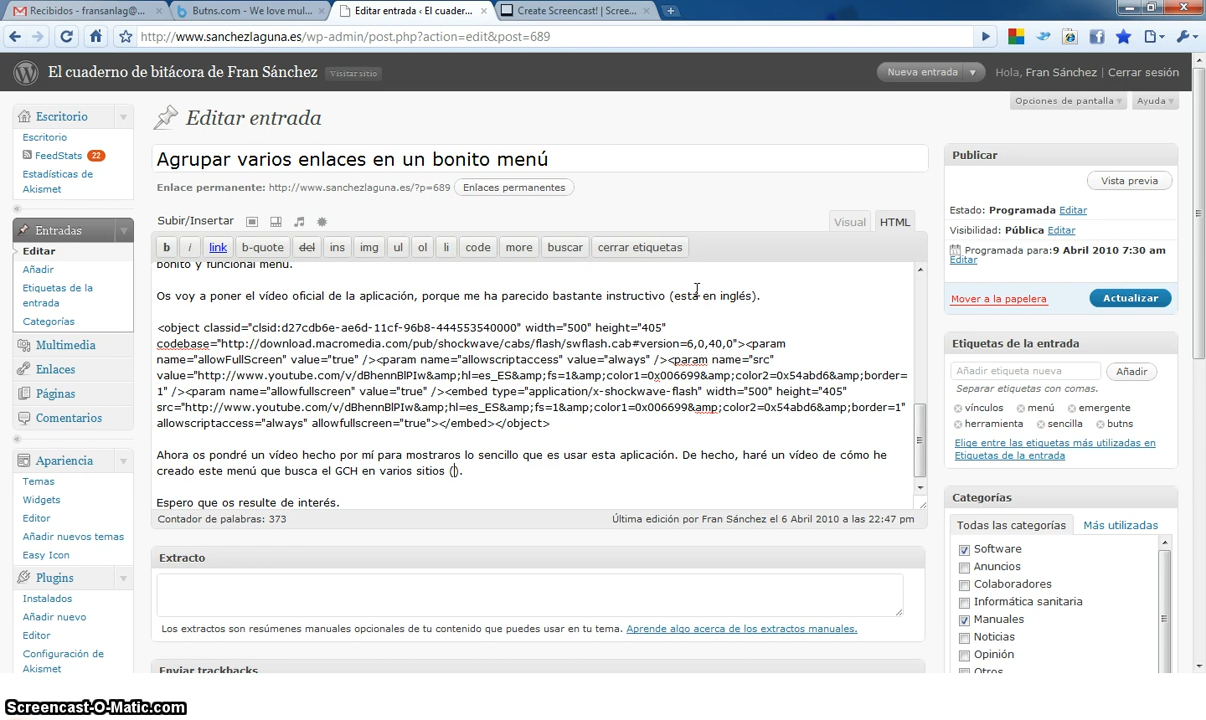 Recibidos - fransanlag@...
Butns.com - We love mul...
Editar entrada ‹ El cuader...
Create Screencast! | Scree...
http://www.sanchezlaguna.es/wp-admin/post.php?action=edit&post=689
El cuaderno de bitácora de Fran Sánchez
Visitar sitio
Nueva entrada
Hola, Fran Sánchez | Cerrar sesión
Opciones de pantalla
Ayuda
Escritorio
Escritorio
FeedStats 22
Estadísticas de
Akismet
Entradas
Editar
Añadir
Etiquetas de la
entrada
Categorías
Multimedia
Enlaces
Páginas
Comentarios
Apariencia
Temas
Widgets
Editor
Añadir nuevos temas
Easy Icon
Plugins
Instalados
Añadir nuevo
Editor
Configuración de
Akismet
Editar entrada
Agrupar varios enlaces en un bonito menú
Enlace permanente: http://www.sanchezlaguna.es/?p=689 Enlaces permanentes
Subir/Insertar
Visual
HTML
b i link b-quote del ins img ul ol li code more buscar cerrar etiquetas
bonito y funcional menú.
Os voy a poner el vídeo oficial de la aplicación, porque me ha parecido bastante instructivo (está en inglés).
<object classid="clsid:d27cdb6e-ae6d-11cf-96b8-444553540000" width="500" height="405"
codebase="http://download.macromedia.com/pub/shockwave/cabs/flash/swflash.cab#version=6,0,40,0"><param
name="allowFullScreen" value="true" /><param name="allowscriptaccess" value="always" /><param name="src"
value="http://www.youtube.com/v/dBhennBlPIw&amp;hl=es_ES&amp;fs=1&amp;color1=0x006699&amp;color2=0x54abd6&amp;border=
1" /><param name="allowfullscreen" value="true" /><embed type="application/x-shockwave-flash" width="500" height="405"
src="http://www.youtube.com/v/dBhennBlPIw&amp;hl=es_ES&amp;fs=1&amp;color1=0x006699&amp;color2=0x54abd6&amp;border=1"
allowscriptaccess="always" allowfullscreen="true"></embed></object>
Ahora os pondré un vídeo hecho por mí para mostraros lo sencillo que es usar esta aplicación. De hecho, haré un vídeo de cómo he
creado este menú que busca el GCH en varios sitios ().
Espero que os resulte de interés.
Contador de palabras: 373
Última edición por Fran Sánchez el 6 Abril 2010 a las 22:47 pm
Extracto
Los extractos son resúmenes manuales opcionales de tu contenido que puedes usar en tu tema. Aprende algo acerca de los extractos manuales.
Enviar trackbacks
Publicar
Vista previa
Estado: Programada Editar
Visibilidad: Pública Editar
Programada para:9 Abril 2010 7:30 am
Editar
Mover a la papelera
Actualizar
Etiquetas de la entrada
Añadir etiqueta nueva
Añadir
Separar etiquetas con comas.
vínculos menú emergente
herramienta sencilla butns
Elige entre las etiquetas más utilizadas en
Etiquetas de la entrada
Categorías
Todas las categorías
Más utilizadas
Software
Anuncios
Colaboradores
Informática sanitaria
Manuales
Noticias
Opinión
Otros
Screencast-O-Matic.com